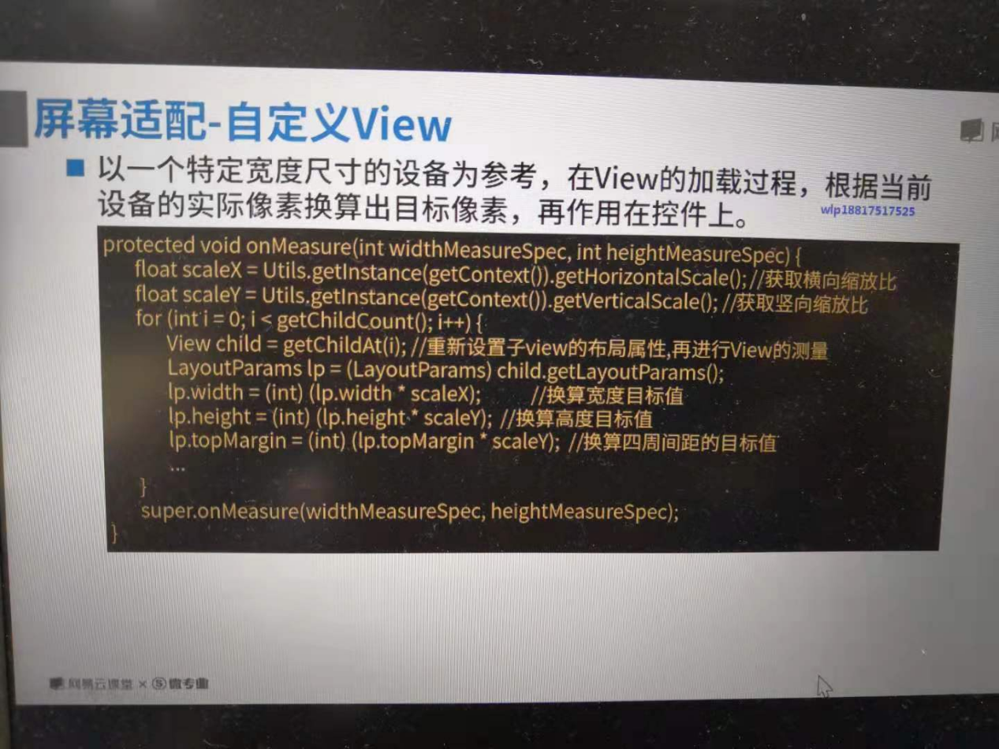 屏幕适配-自定义View
以一个特定宽度尺寸的设备为参考，在View的加载过程，根据当前
设备的实际像素换算出目标像素，再作用在控件上。
wlp18817517525
protected void onMeasure(int widthMeasureSpec, int heightMeasureSpec) {
float scaleX = Utils.getInstance(getContext()).getHorizontalScale(); //获取横向缩放比
float scaleY = Utils.getInstance(getContext()).getVerticalScale(); //获取竖向缩放比
for (int i = 0; i < getChildCount(); i++) {
View child = getChildAt(i); //重新设置子view的布局属性,再进行View的测量
LayoutParams lp = (LayoutParams) child.getLayoutParams();
lp.width = (int) (lp.width * scaleX); //换算宽度目标值
lp.height = (int) (lp.height * scaleY); //换算高度目标值
lp.topMargin = (int) (lp.topMargin * scaleY); //换算四周间距的目标值
...
}
super.onMeasure(widthMeasureSpec, heightMeasureSpec);
}
网易云课堂 × 微专业